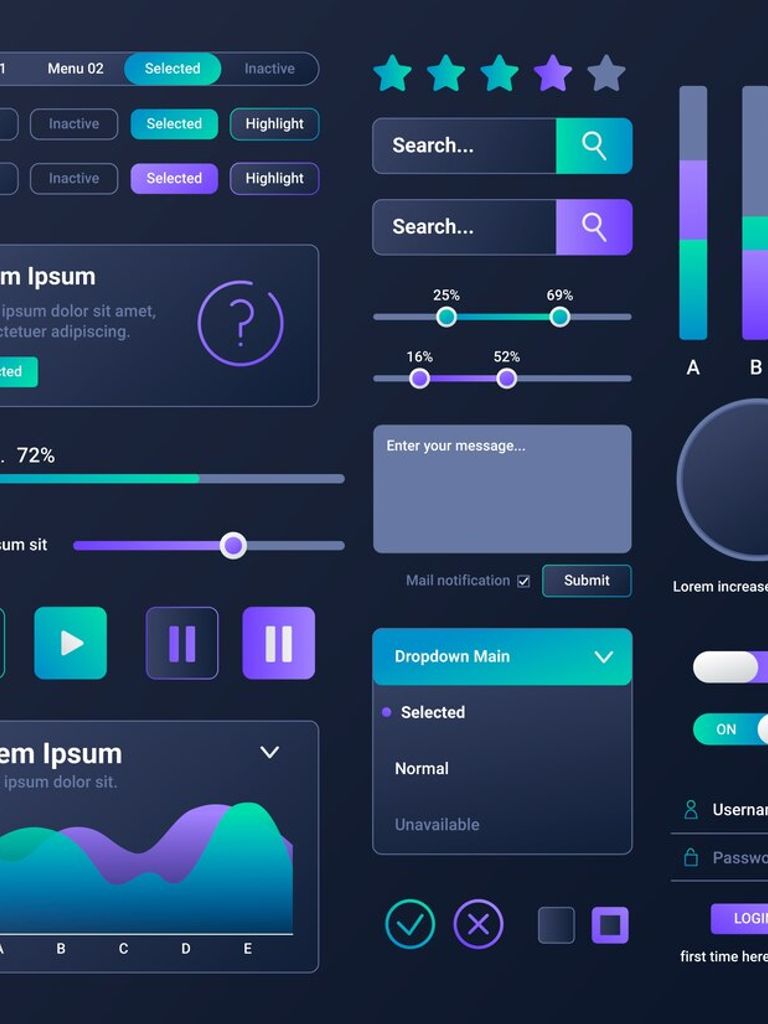 1 Menu 02 Selected Inactive
Inactive Selected Highlight
Inactive Selected Highlight
m Ipsum
ipsum dolor sit amet,
ctetuer adipiscing.
cted
. 72%
sum sit
em Ipsum
ipsum dolor sit.
A B C D E
Search...
Search...
25% 69%
16% 52%
Enter your message...
Mail notification Submit
Dropdown Main
Selected
Normal
Unavailable
A B
Lorem increase
ON
Userna
Passwo
LOGI
first time here